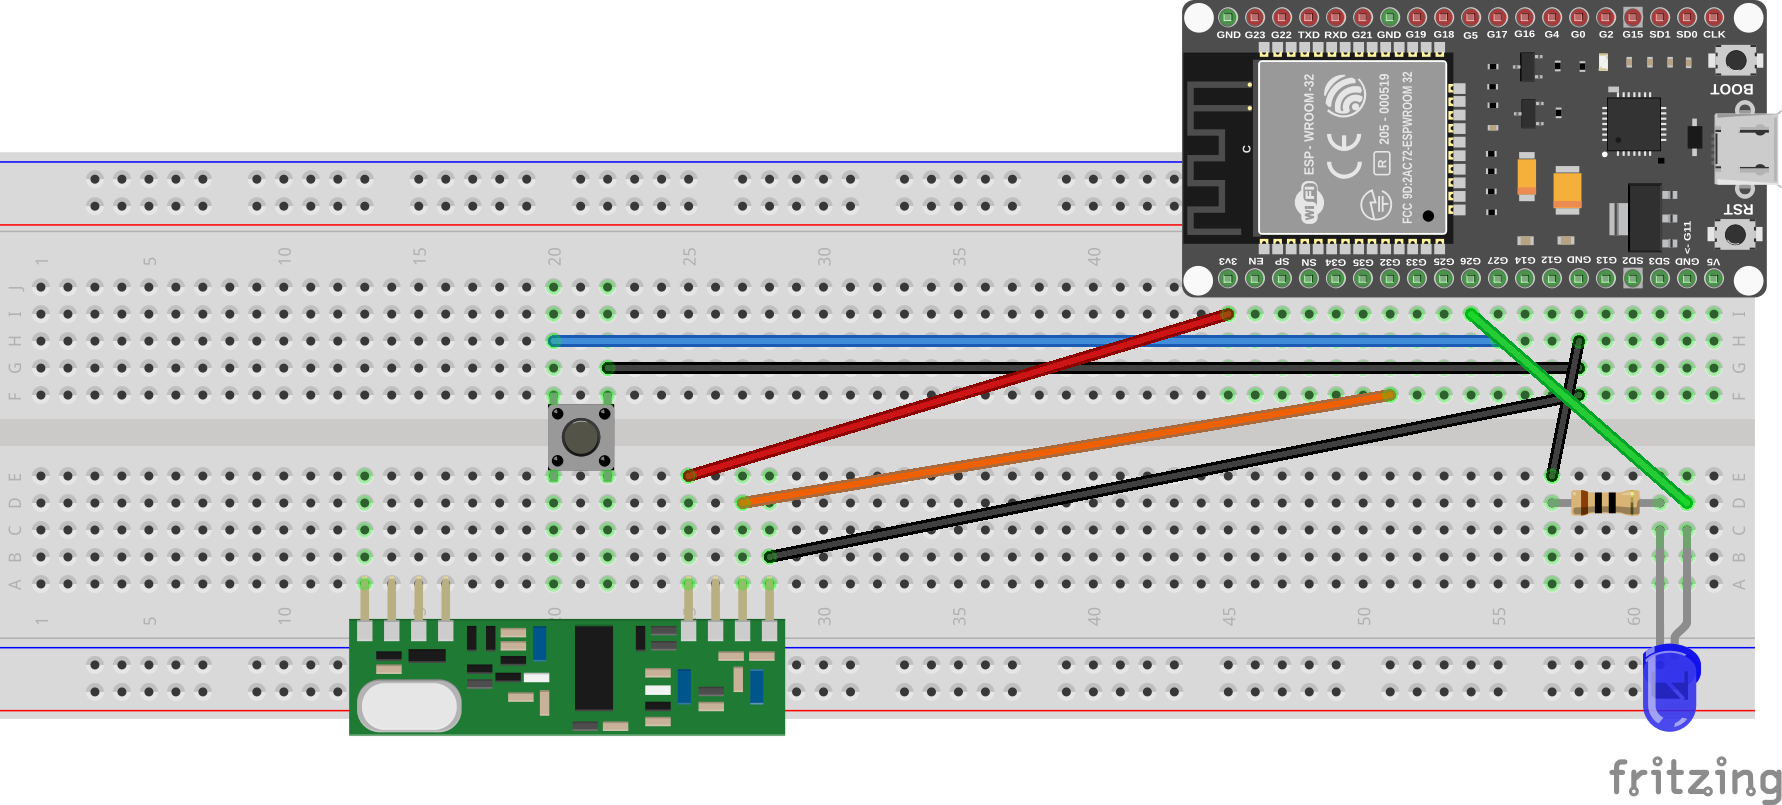 GND G23 G22 TXD RXD G21 GND G19 G18 G5 G17 G16 G4 G0 G2 G15 SD1 SD0 CLK
BOOT
C
ESP - WROOM-32
205 - 000519
CE
R
WiFi
FCC 9D:2AC72-ESPWROOM 32
RST
<- G11
3v3 EN SP SN G34 G35 G32 G33 G25 G26 G27 G14 G12 GND G13 SD2 SD3 GND V5
1 5 10 15 20 25 30 35 40
J
I I
H H
G G
F F
E E
D D
C C
B B
A A
1 5 10 15 20 30 35 40 45 50 55 60
fritzing